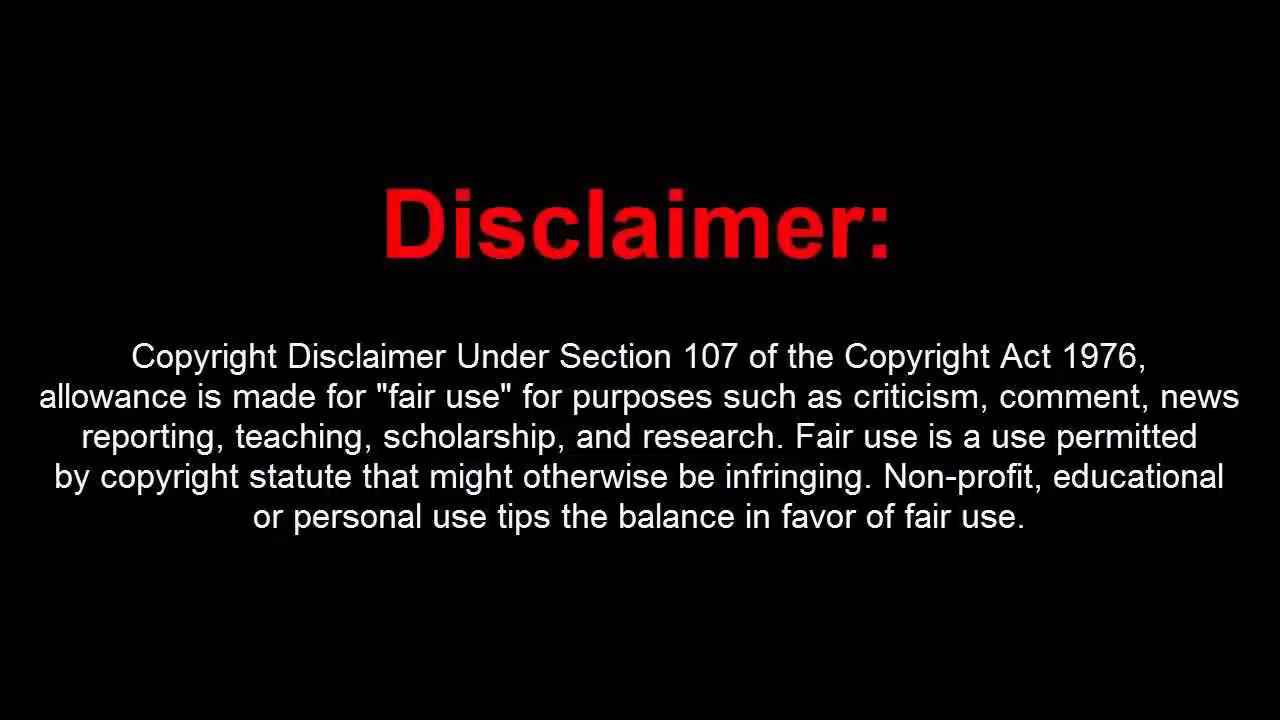 Disclaimer:
Copyright Disclaimer Under Section 107 of the Copyright Act 1976,
allowance is made for "fair use" for purposes such as criticism, comment, news
reporting, teaching, scholarship, and research. Fair use is a use permitted
by copyright statute that might otherwise be infringing. Non-profit, educational
or personal use tips the balance in favor of fair use.